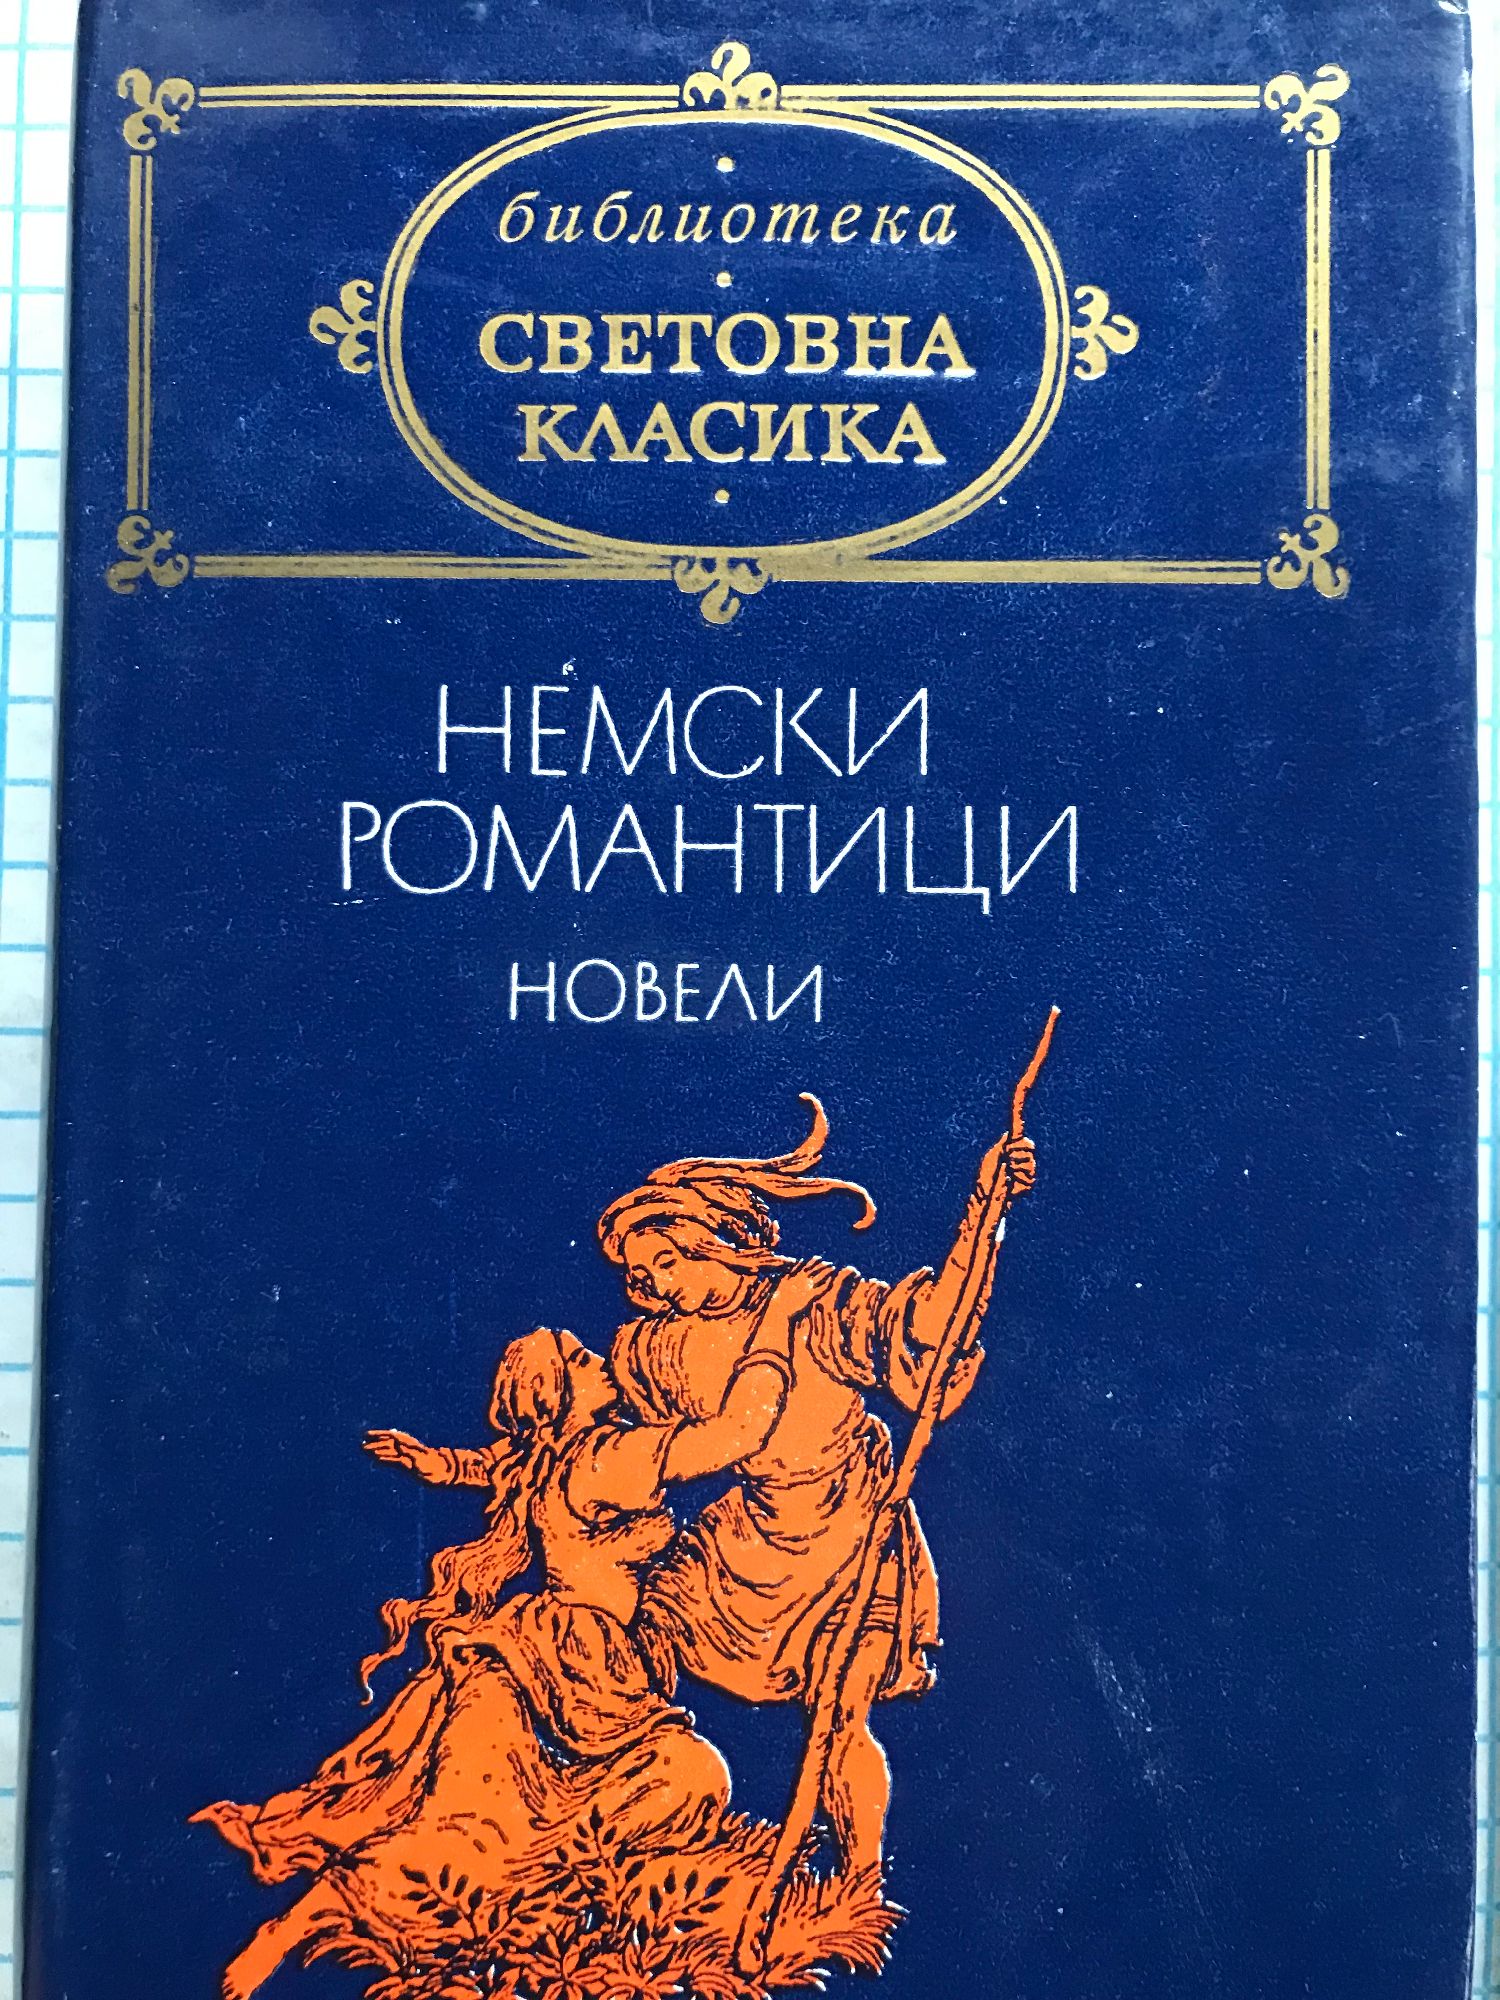 библиотека
СВЕТОВНА
КЛАСИКА
НЕМСКИ
РОМАНТИЦИ
НОВЕЛИ